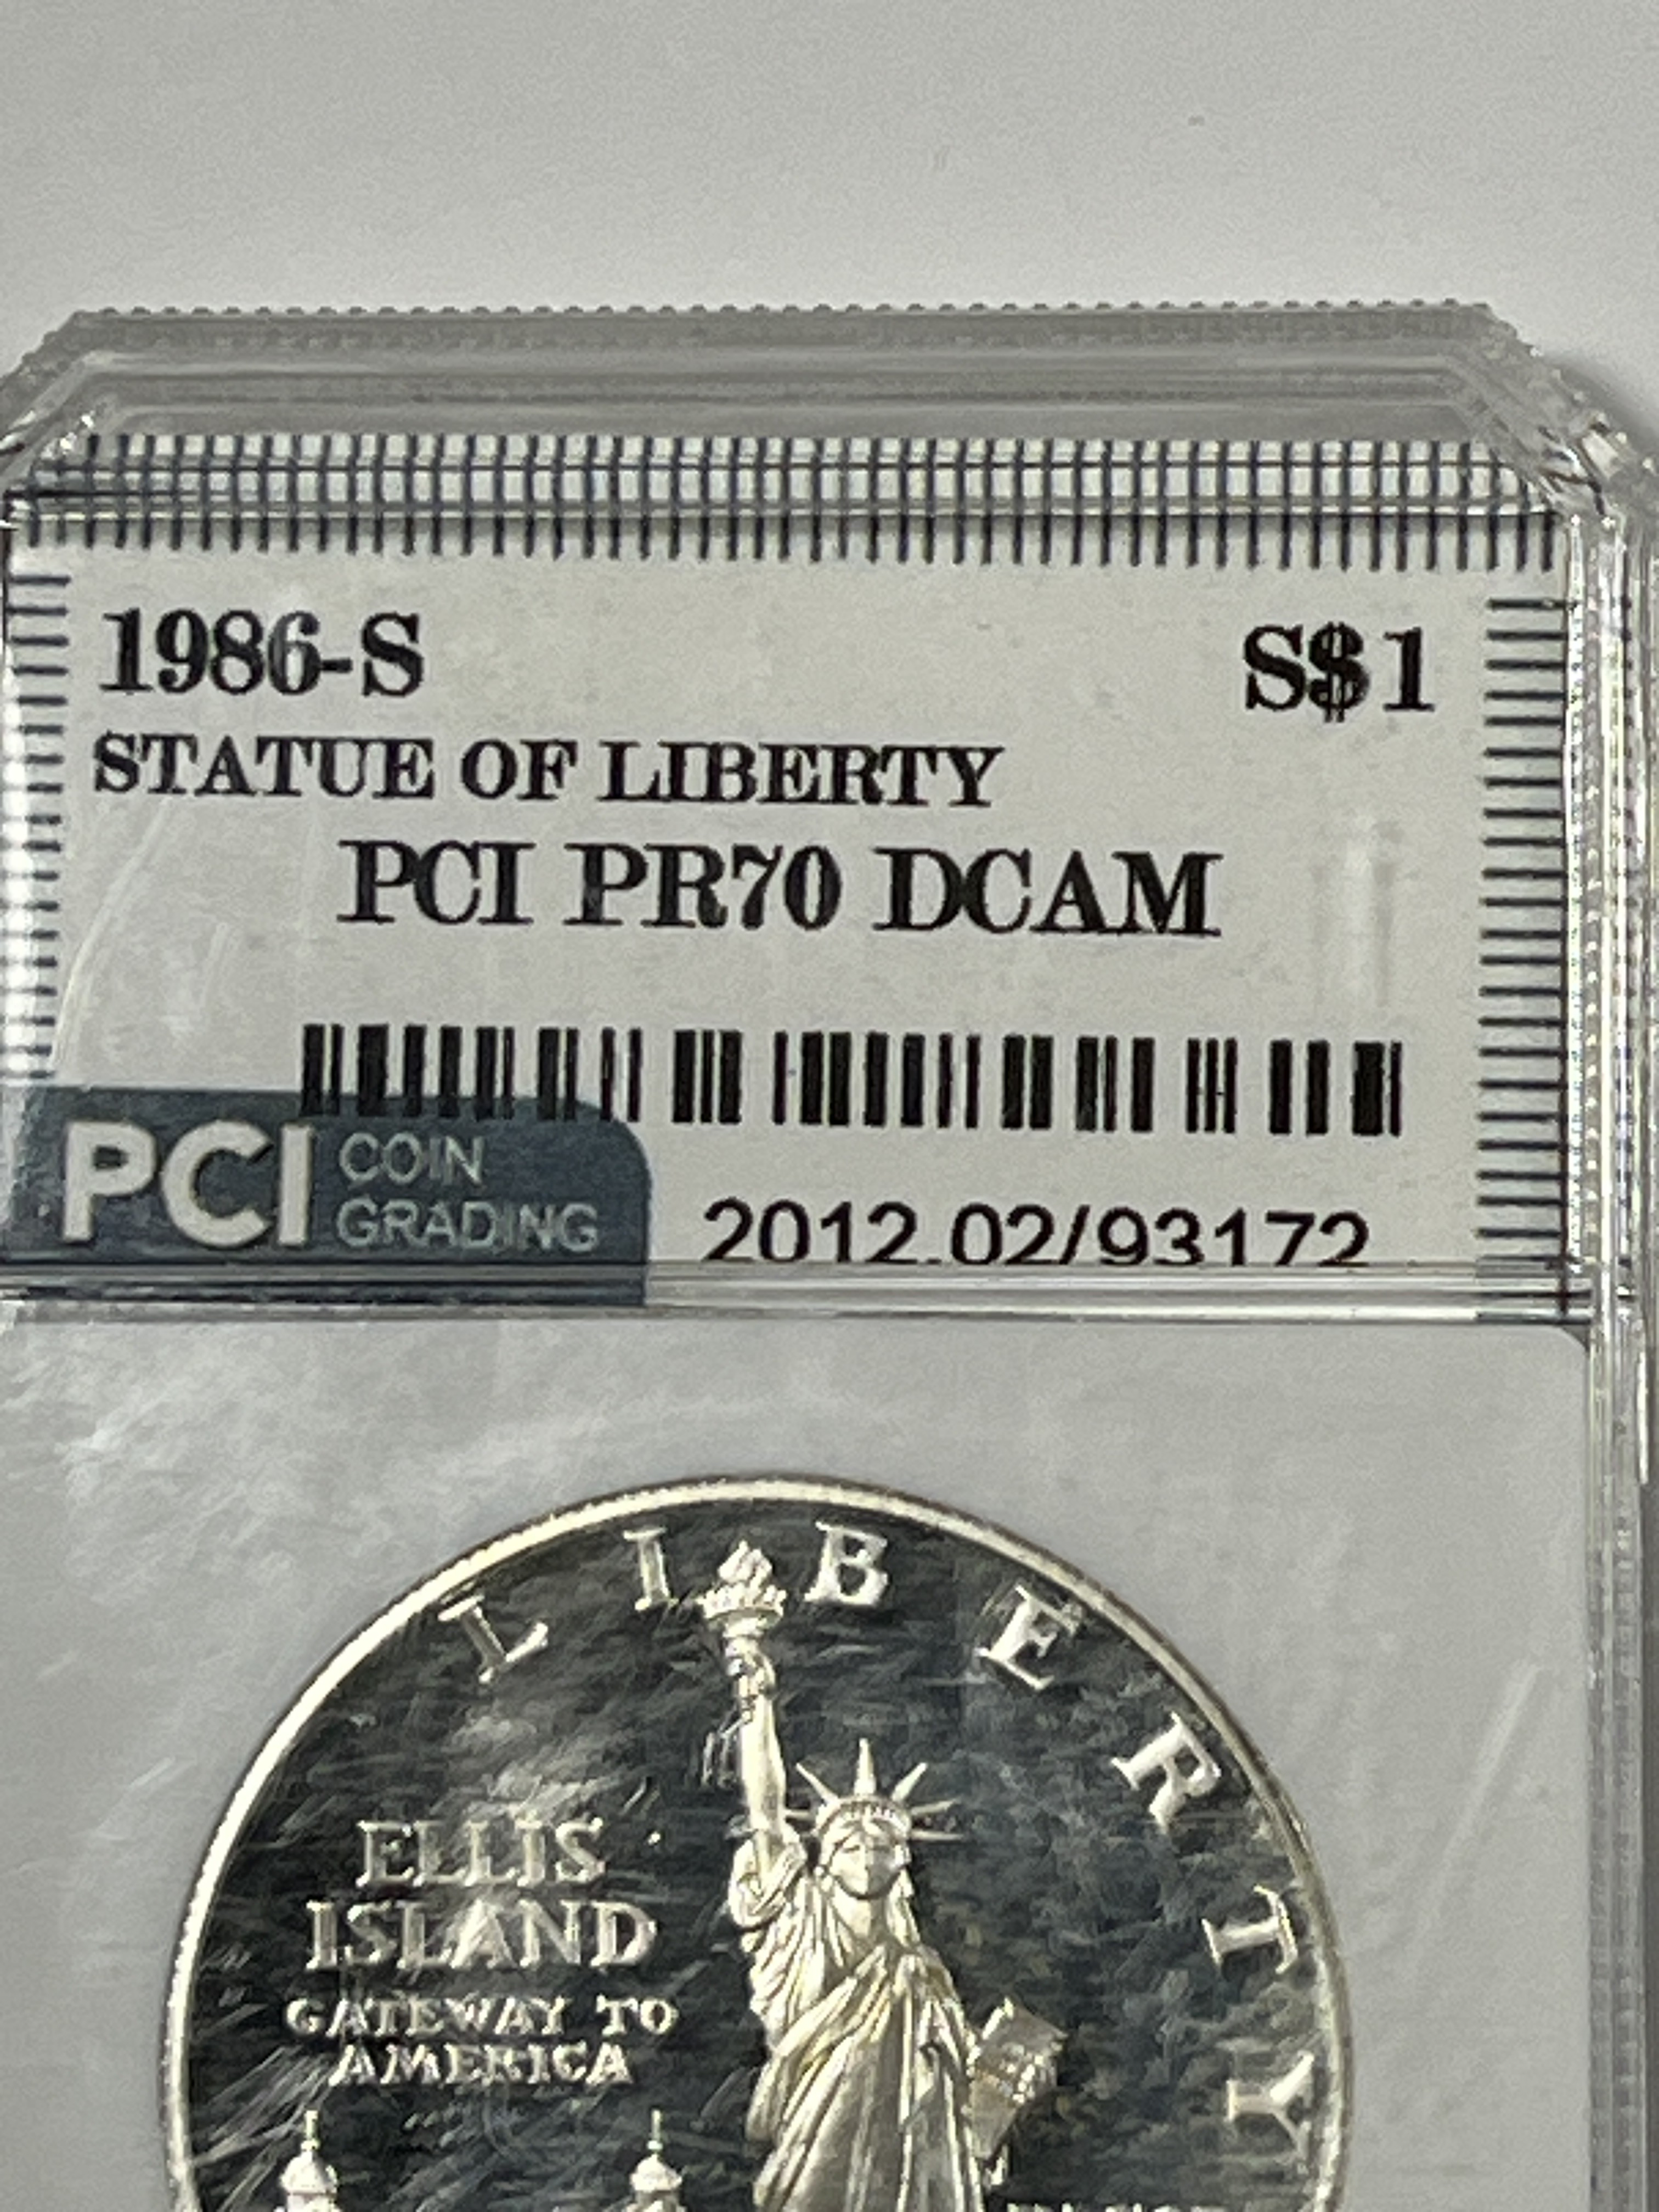 1986-S S$1
STATUE OF LIBERTY
PCI PR70 DCAM
PCI COIN
GRADING
2012.02/93172
LIBERTY
ELLIS
ISLAND
GATEWAY TO
AMERICA